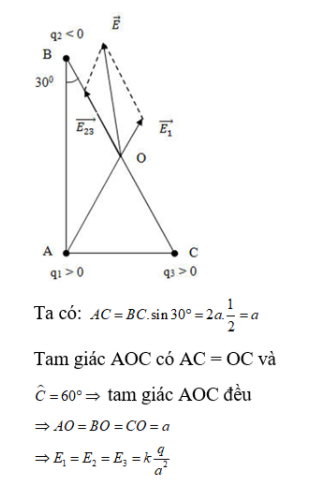 E⃗
q₂ < 0
B
30⁰
E₂₃⃗
E₁⃗
O
A
C
q₁ > 0
q₃ > 0
Ta có: AC = BC.sin 30° = 2a.1/2 = a
Tam giác AOC có AC = OC và
Ĉ = 60° ⇒ tam giác AOC đều
⇒ AO = BO = CO = a
⇒ E₁ = E₂ = E₃ = k q/a²